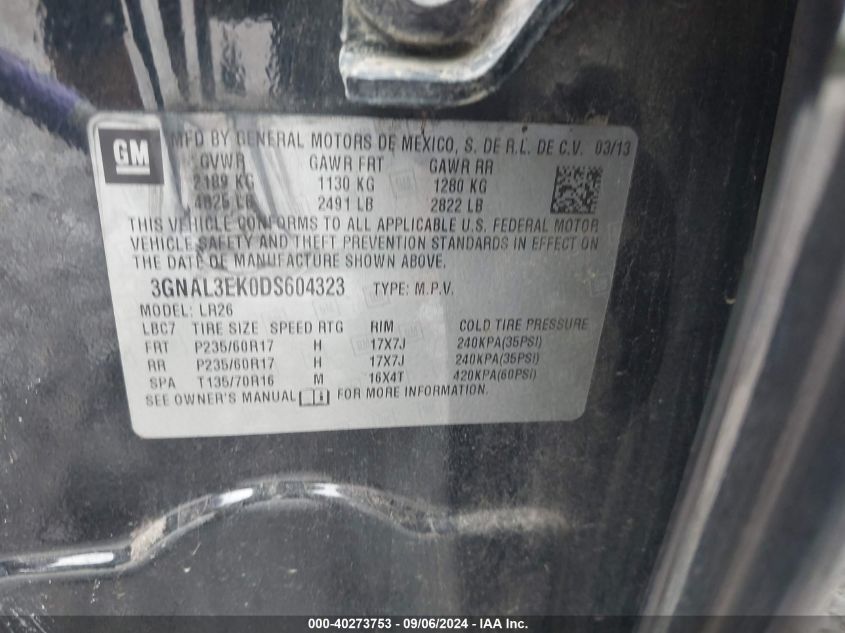 GM
MFD BY GENERAL MOTORS DE MEXICO, S. DE R.L. DE C.V. 03/13
GVWR GAWR FRT GAWR RR
2189 KG 1130 KG 1280 KG
4825 LB 2491 LB 2822 LB
THIS VEHICLE CONFORMS TO ALL APPLICABLE U.S. FEDERAL MOTOR
VEHICLE SAFETY AND THEFT PREVENTION STANDARDS IN EFFECT ON
THE DATE OF MANUFACTURE SHOWN ABOVE.
3GNAL3EK0DS604323 TYPE: M.P.V.
MODEL: LR26
LBC7 TIRE SIZE SPEED RTG RIM COLD TIRE PRESSURE
FRT P235/60R17 H 17X7J 240KPA(35PSI)
RR P235/60R17 H 17X7J 240KPA(35PSI)
SPA T135/70R16 M 16X4T 420KPA(60PSI)
SEE OWNER'S MANUAL FOR MORE INFORMATION.
000-40273753 - 09/06/2024 - IAA, Inc.